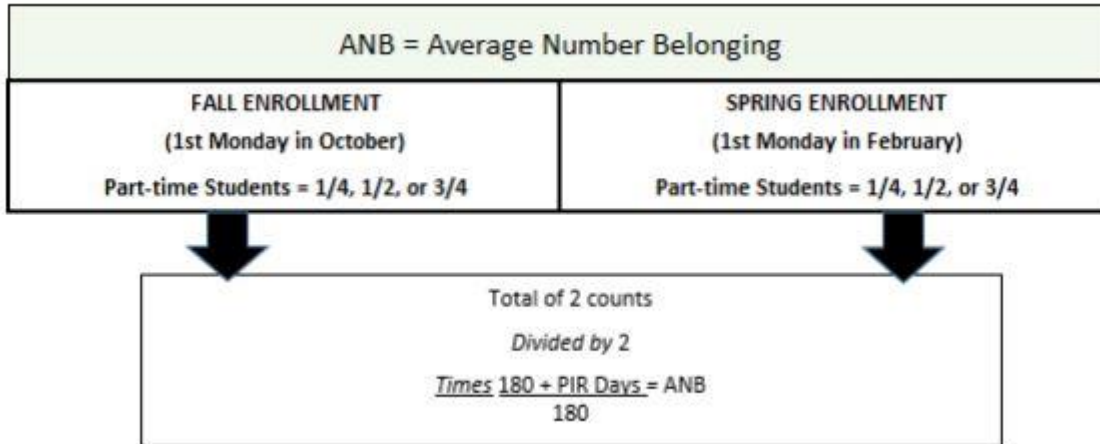 ANB = Average Number Belonging
FALL ENROLLMENT
(1st Monday in October)
Part-time Students = 1/4, 1/2, or 3/4
SPRING ENROLLMENT
(1st Monday in February)
Part-time Students = 1/4, 1/2, or 3/4
Total of 2 counts
Divided by 2
Times 180 + PIR Days = ANB
180